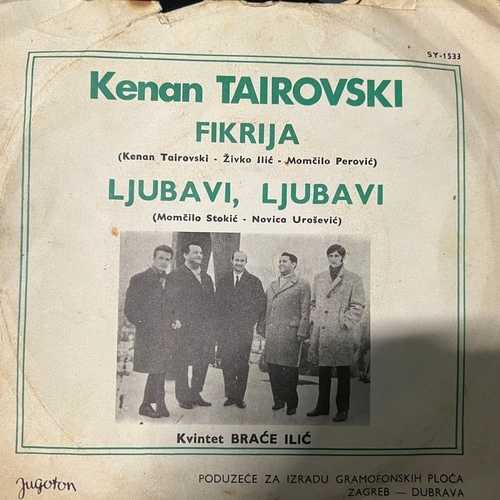 SY-1533
Kenan TAIROVSKI
FIKRIJA
(Kenan Tairovski - Živko Ilić - Momčilo Perović)
LJUBAVI, LJUBAVI
(Momčilo Stokić - Novica Urošević)
Kvintet BRAĆE ILIĆ
Jugoton
PODUZEĆE ZA IZRADU GRAMOFONSKIH PLOČA
ZAGREB — DUBRAVA